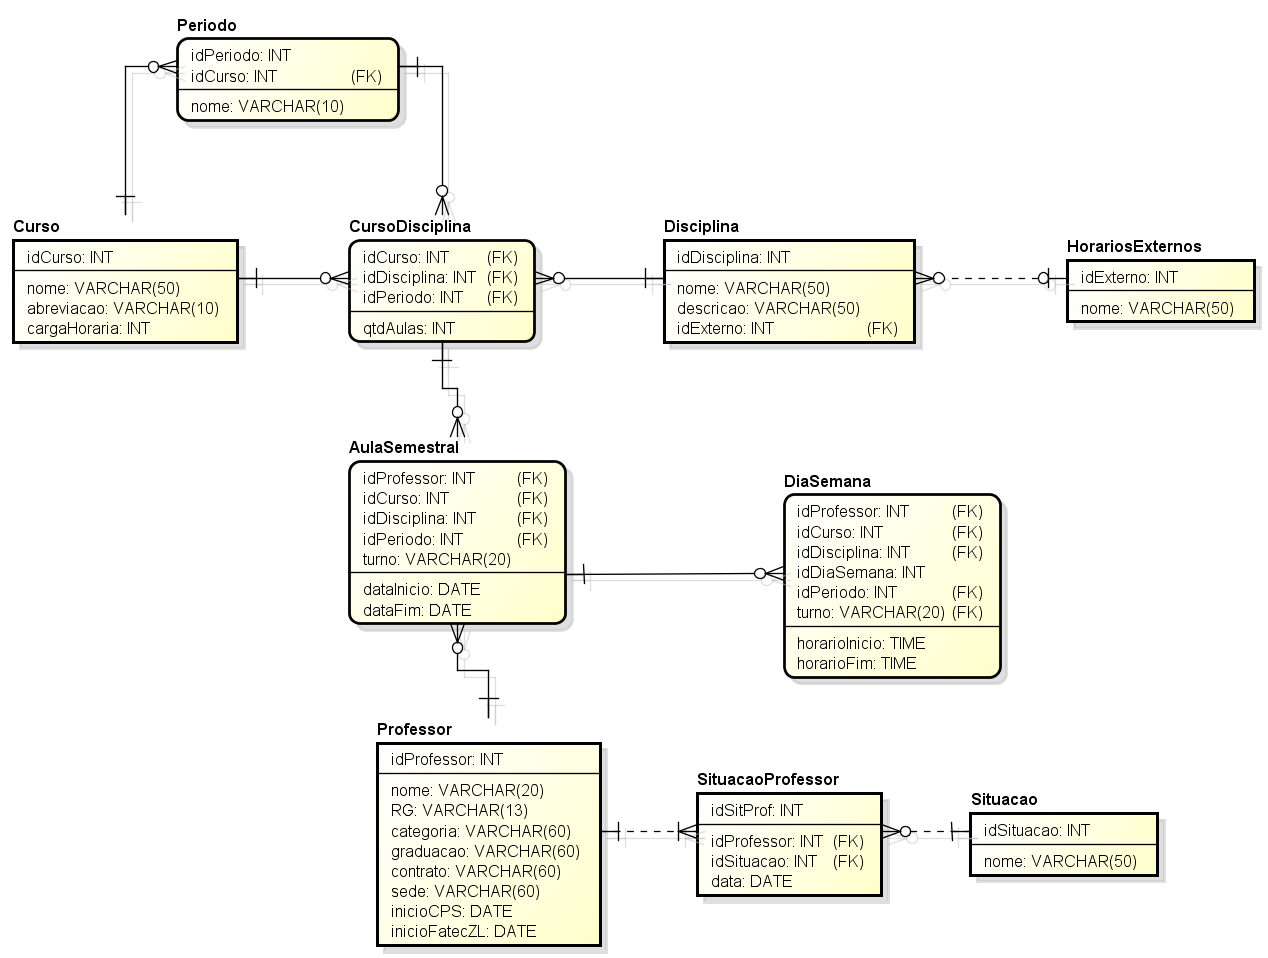 Periodo
idPeriodo: INT
idCurso: INT (FK)
nome: VARCHAR(10)
Curso
idCurso: INT
nome: VARCHAR(50)
abreviacao: VARCHAR(10)
cargaHoraria: INT
CursoDisciplina
idCurso: INT (FK)
idDisciplina: INT (FK)
idPeriodo: INT (FK)
qtdAulas: INT
Disciplina
idDisciplina: INT
nome: VARCHAR(50)
descricao: VARCHAR(50)
idExterno: INT (FK)
HorariosExternos
idExterno: INT
nome: VARCHAR(50)
AulaSemestral
idProfessor: INT (FK)
idCurso: INT (FK)
idDisciplina: INT (FK)
idPeriodo: INT (FK)
turno: VARCHAR(20)
dataInicio: DATE
dataFim: DATE
DiaSemana
idProfessor: INT (FK)
idCurso: INT (FK)
idDisciplina: INT (FK)
idDiaSemana: INT
idPeriodo: INT (FK)
turno: VARCHAR(20) (FK)
horarioInicio: TIME
horarioFim: TIME
Professor
idProfessor: INT
nome: VARCHAR(20)
RG: VARCHAR(13)
categoria: VARCHAR(60)
graduacao: VARCHAR(60)
contrato: VARCHAR(60)
sede: VARCHAR(60)
inicioCPS: DATE
inicioFatecZL: DATE
SituacaoProfessor
idSitProf: INT
idProfessor: INT (FK)
idSituacao: INT (FK)
data: DATE
Situacao
idSituacao: INT
nome: VARCHAR(50)